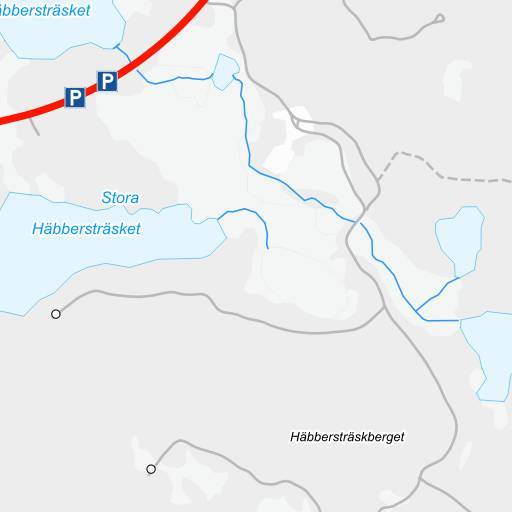 äbbersträsket
P
P
Stora
Häbbersträsket
Häbbersträskberget